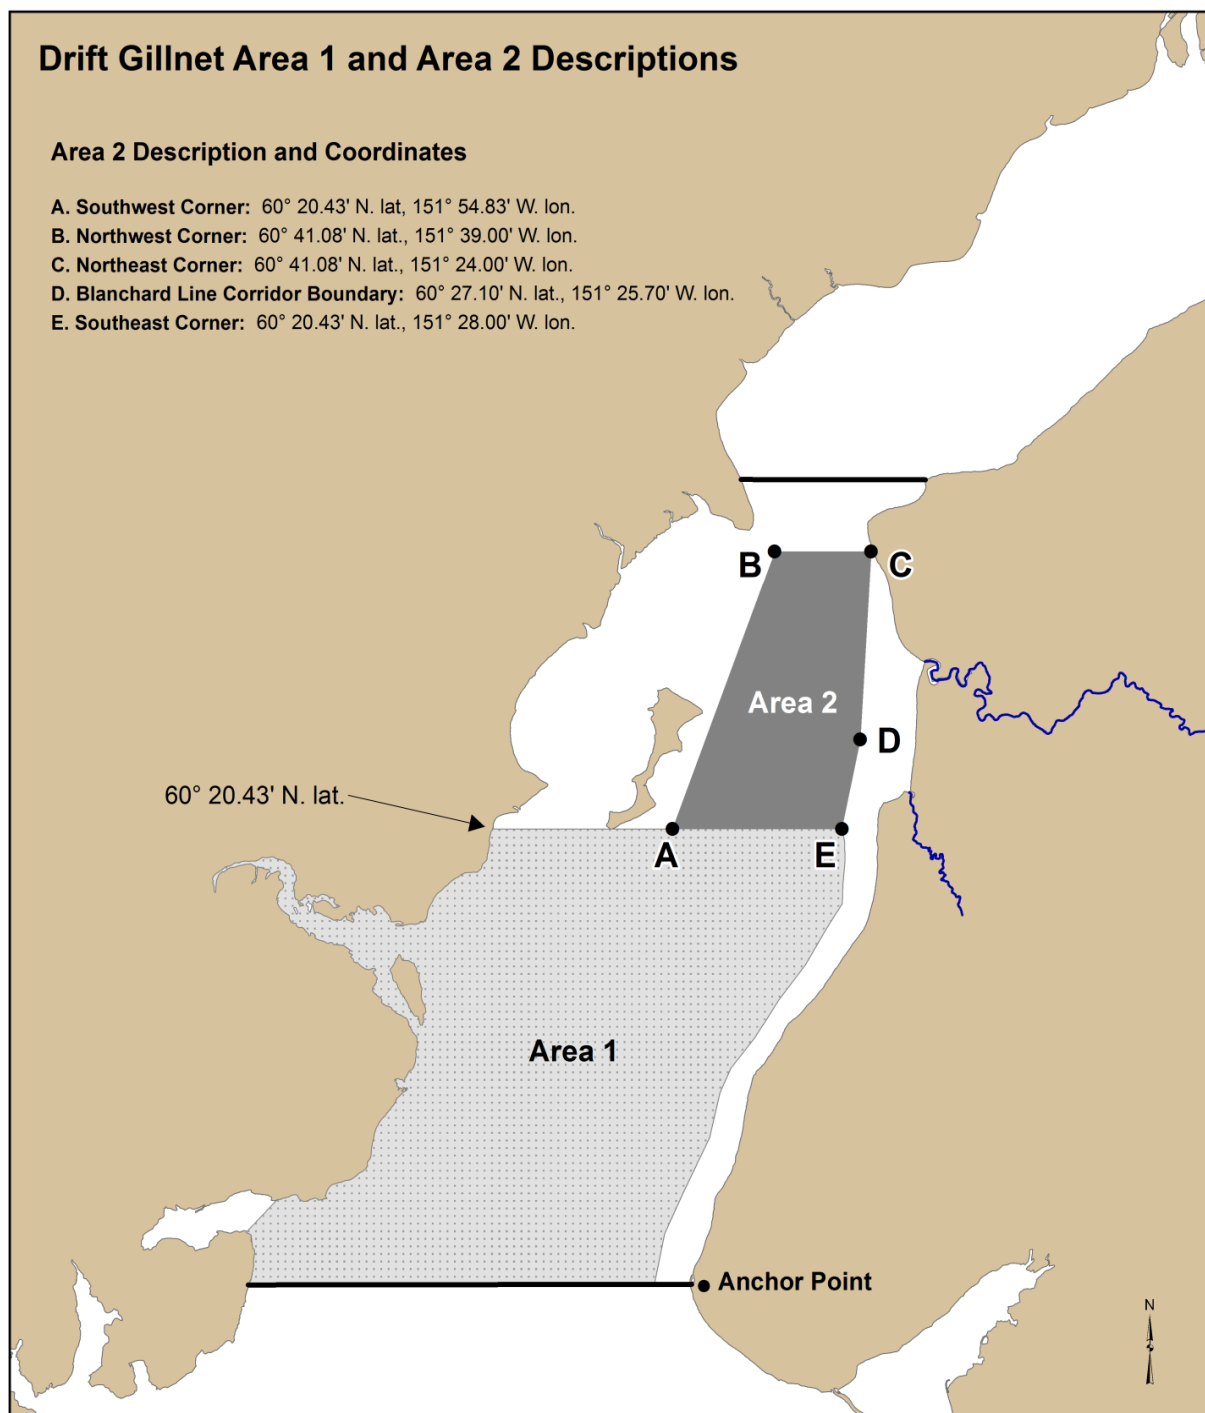 Drift Gillnet Area 1 and Area 2 Descriptions
Area 2 Description and Coordinates
A. Southwest Corner: 60° 20.43' N. lat, 151° 54.83' W. lon.
B. Northwest Corner: 60° 41.08' N. lat., 151° 39.00' W. lon.
C. Northeast Corner: 60° 41.08' N. lat., 151° 24.00' W. lon.
D. Blanchard Line Corridor Boundary: 60° 27.10' N. lat., 151° 25.70' W. lon.
E. Southeast Corner: 60° 20.43' N. lat., 151° 28.00' W. lon.
B
C
Area 2
D
60° 20.43' N. lat.
A
E
Area 1
Anchor Point
N